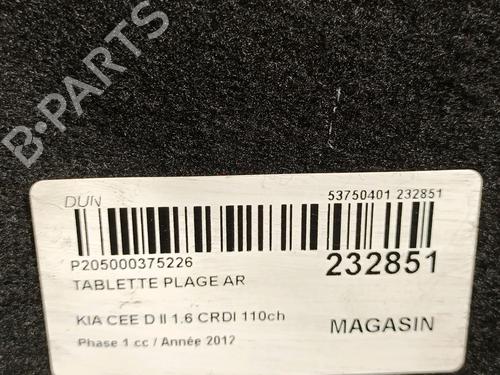 B-PARTS
DUN
53750401 232851
P205000375226
232851
TABLETTE PLAGE AR
KIA CEE D II 1.6 CRDI 110ch
MAGASIN
Phase 1 cc / Année 2012